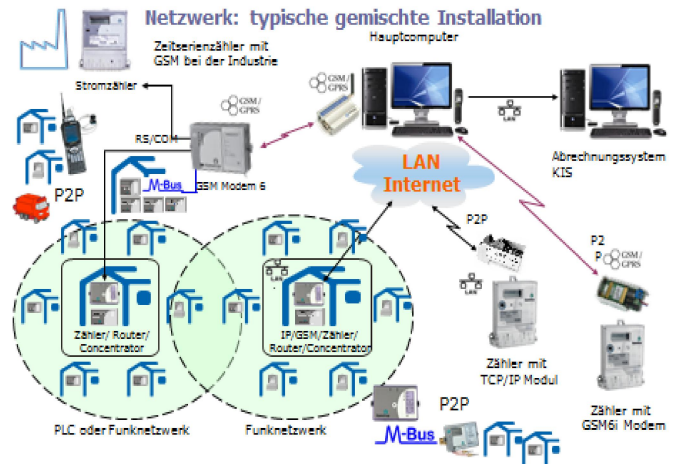 Netzwerk: typische gemischte Installation
Zeitserienzähler mit
GSM bei der Industrie
Hauptcomputer
Stromzähler
GSM/
GPRS
GSM/
GPRS
RS/COM
LAN
LAN
Internet
Abrechnungssystem
KIS
P2P
M-Bus
GSM Modem 6
P2P
P2
P
GSM/
GPRS
LAN
LAN
Zähler/ Router/
Concentrator
IP/GSM/Zähler/
Router/Concentrator
Zähler mit
TCP/IP Modul
Zähler mit
GSM6i Modem
P2P
PLC oder Funknetzwerk
Funknetzwerk
M-Bus